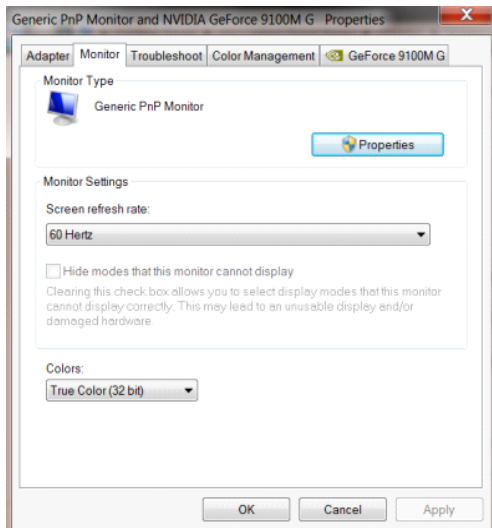 Generic PnP Monitor and NVIDIA GeForce 9100M G Properties
Adapter Monitor Troubleshoot Color Management GeForce 9100M G
Monitor Type
Generic PnP Monitor
Properties
Monitor Settings
Screen refresh rate:
60 Hertz
Hide modes that this monitor cannot display
Clearing this check box allows you to select display modes that this monitor
cannot display correctly. This may lead to an unusable display and/or
damaged hardware.
Colors:
True Color (32 bit)
OK Cancel Apply